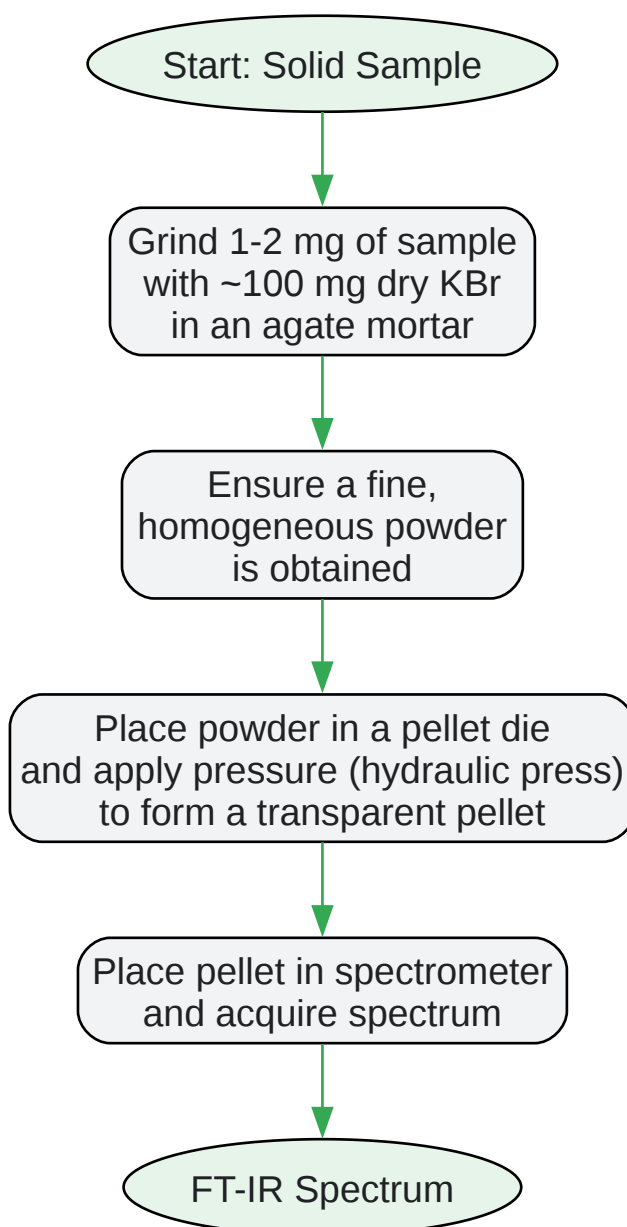 Start: Solid Sample
Grind 1-2 mg of sample
with ~100 mg dry KBr
in an agate mortar
Ensure a fine,
homogeneous powder
is obtained
Place powder in a pellet die
and apply pressure (hydraulic press)
to form a transparent pellet
Place pellet in spectrometer
and acquire spectrum
FT-IR Spectrum